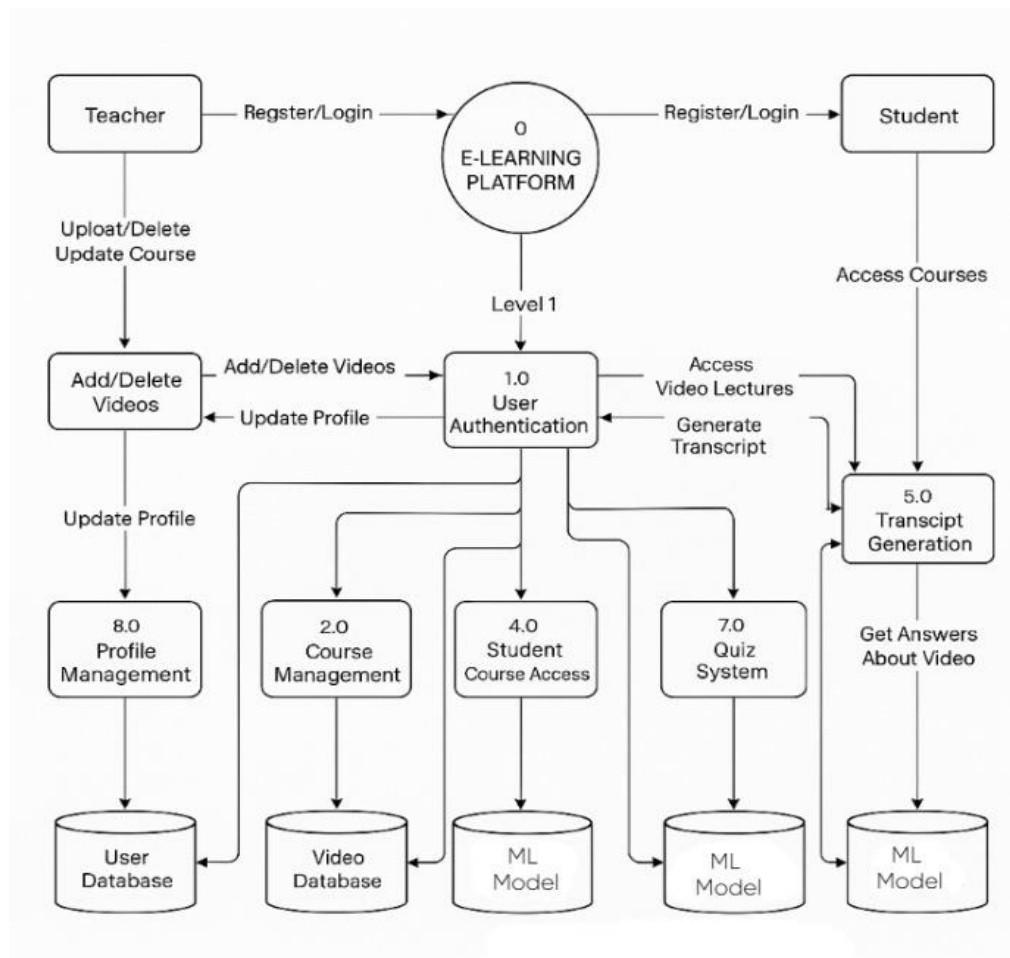 Teacher
Regster/Login
0
E-LEARNING
PLATFORM
Register/Login
Student
Uploat/Delete
Update Course
Level 1
Access Courses
Add/Delete
Videos
Add/Delete Videos
Update Profile
1.0
User
Authentication
Access
Video Lectures
Generate
Transcript
5.0
Transcipt
Generation
Update Profile
8.0
Profile
Management
2.0
Course
Management
4.0
Student
Course Access
7.0
Quiz
System
Get Answers
About Video
User
Database
Video
Database
ML
Model
ML
Model
ML
Model